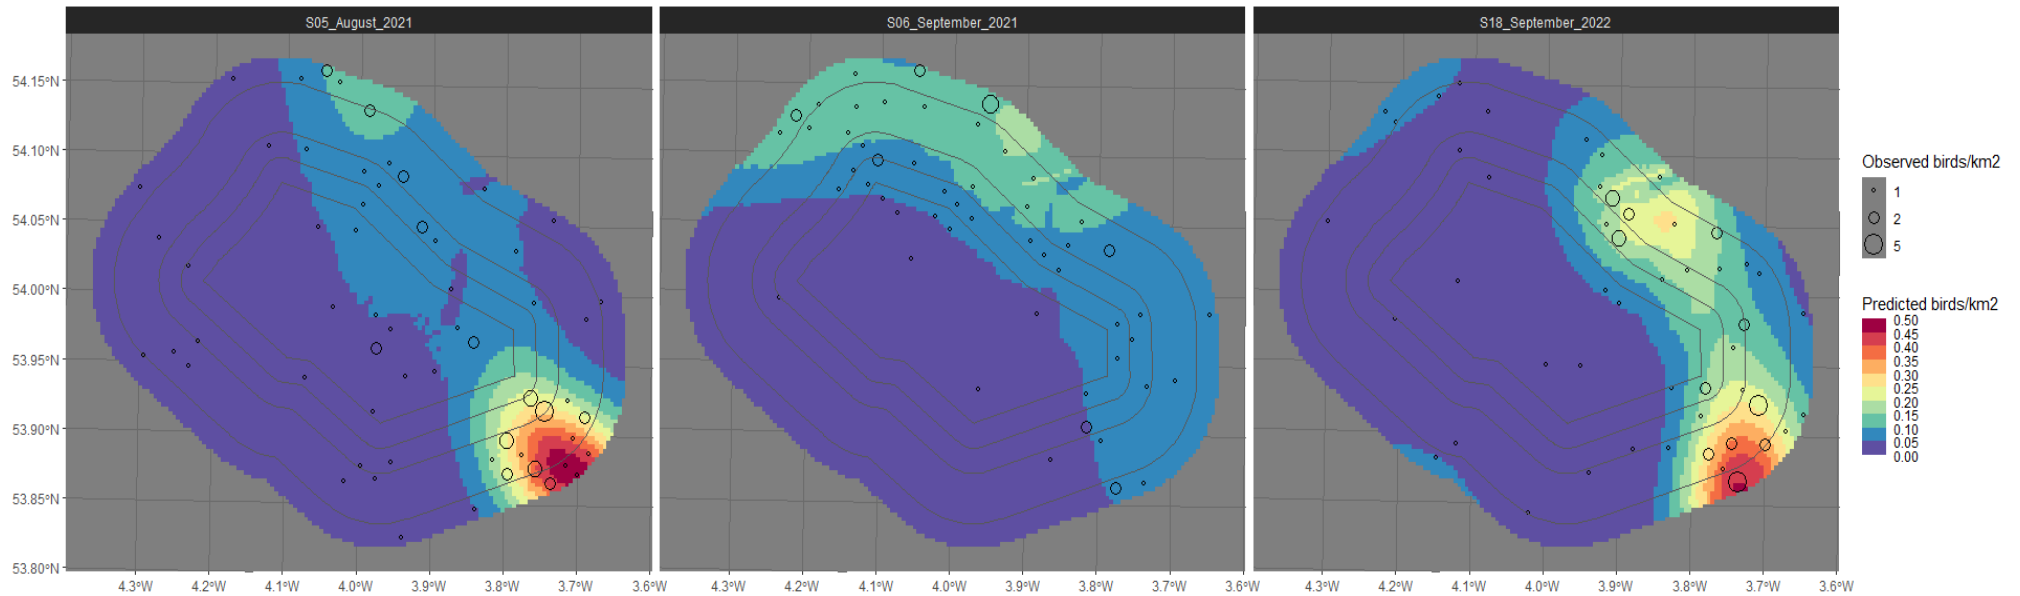 S05_August_2021
S06_September_2021
S18_September_2022
54.15°N
54.10°N
54.05°N
54.00°N
53.95°N
53.90°N
53.85°N
53.80°N
4.3°W 4.2°W 4.1°W 4.0°W 3.9°W 3.8°W 3.7°W 3.6°W
4.3°W 4.2°W 4.1°W 4.0°W 3.9°W 3.8°W 3.7°W 3.6°W
4.3°W 4.2°W 4.1°W 4.0°W 3.9°W 3.8°W 3.7°W 3.6°W
Observed birds/km2
1
2
5
Predicted birds/km2
0.50
0.45
0.40
0.35
0.30
0.25
0.20
0.15
0.10
0.05
0.00